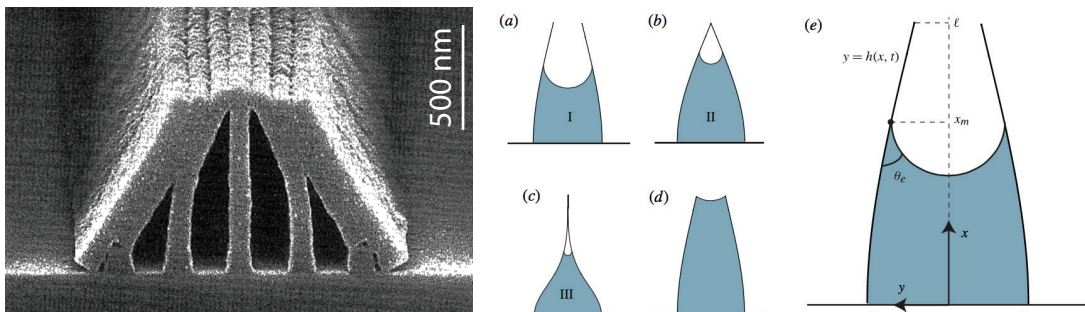 500 nm
(a)
I
(b)
II
(c)
III
(d)
(e)
ℓ
y = h(x, t)
x_m
θ_e
x
y